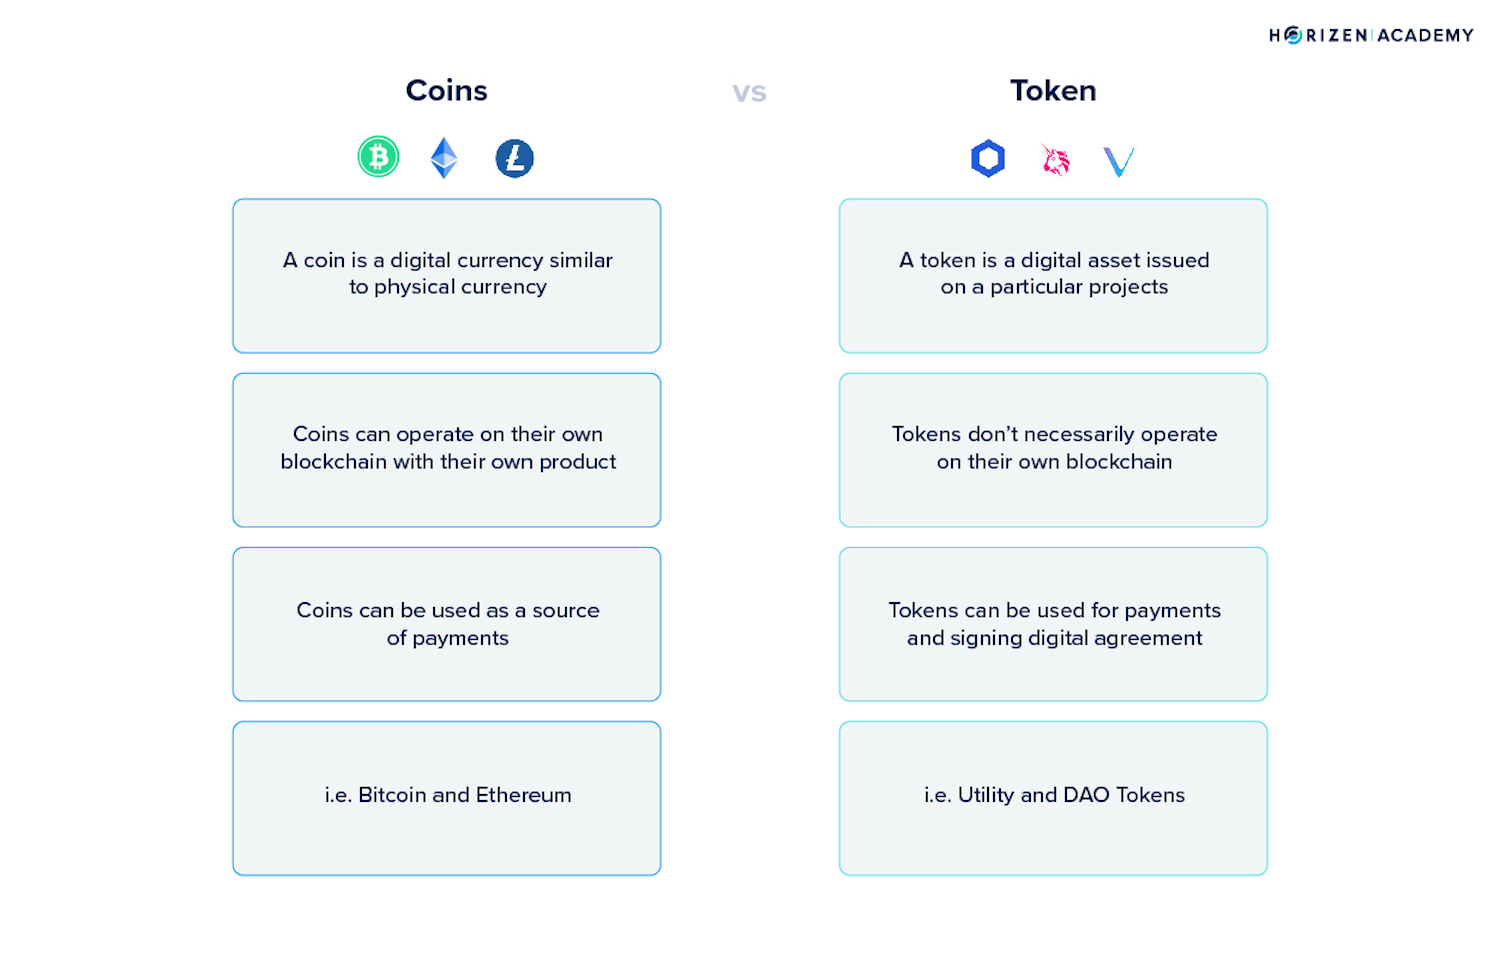 HORIZEN ACADEMY
Coins
vs
Token
A coin is a digital currency similar
to physical currency
A token is a digital asset issued
on a particular projects
Coins can operate on their own
blockchain with their own product
Tokens don’t necessarily operate
on their own blockchain
Coins can be used as a source
of payments
Tokens can be used for payments
and signing digital agreement
i.e. Bitcoin and Ethereum
i.e. Utility and DAO Tokens